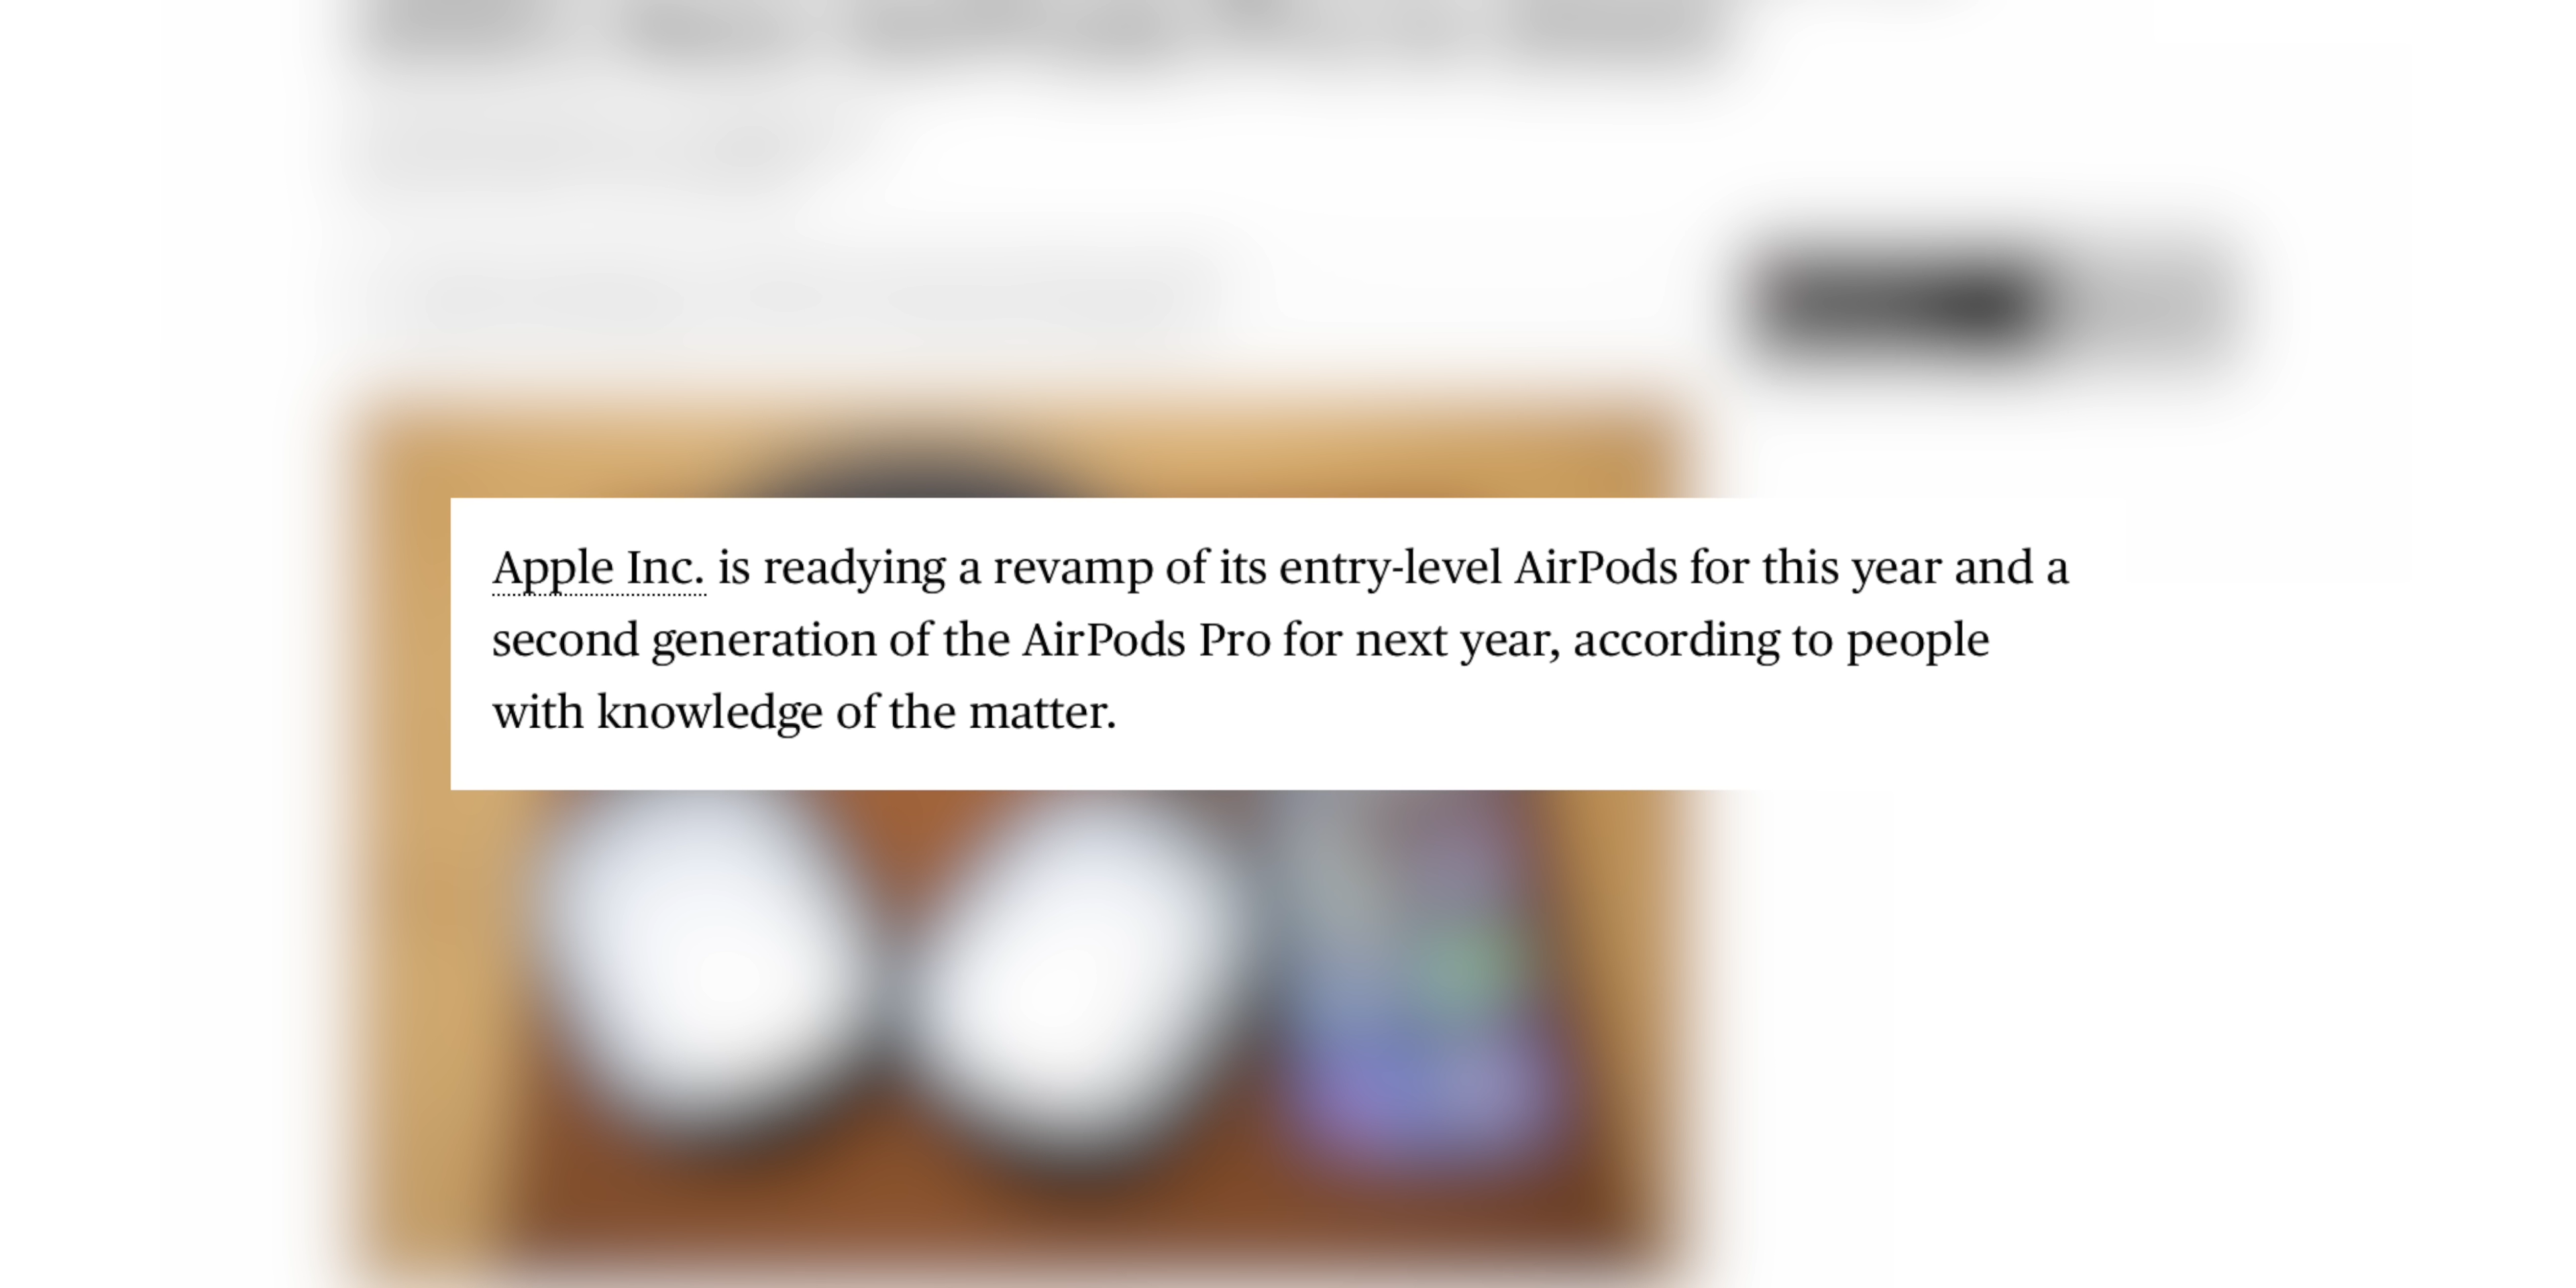 Apple Inc. is readying a revamp of its entry-level AirPods for this year and a
second generation of the AirPods Pro for next year, according to people
with knowledge of the matter.